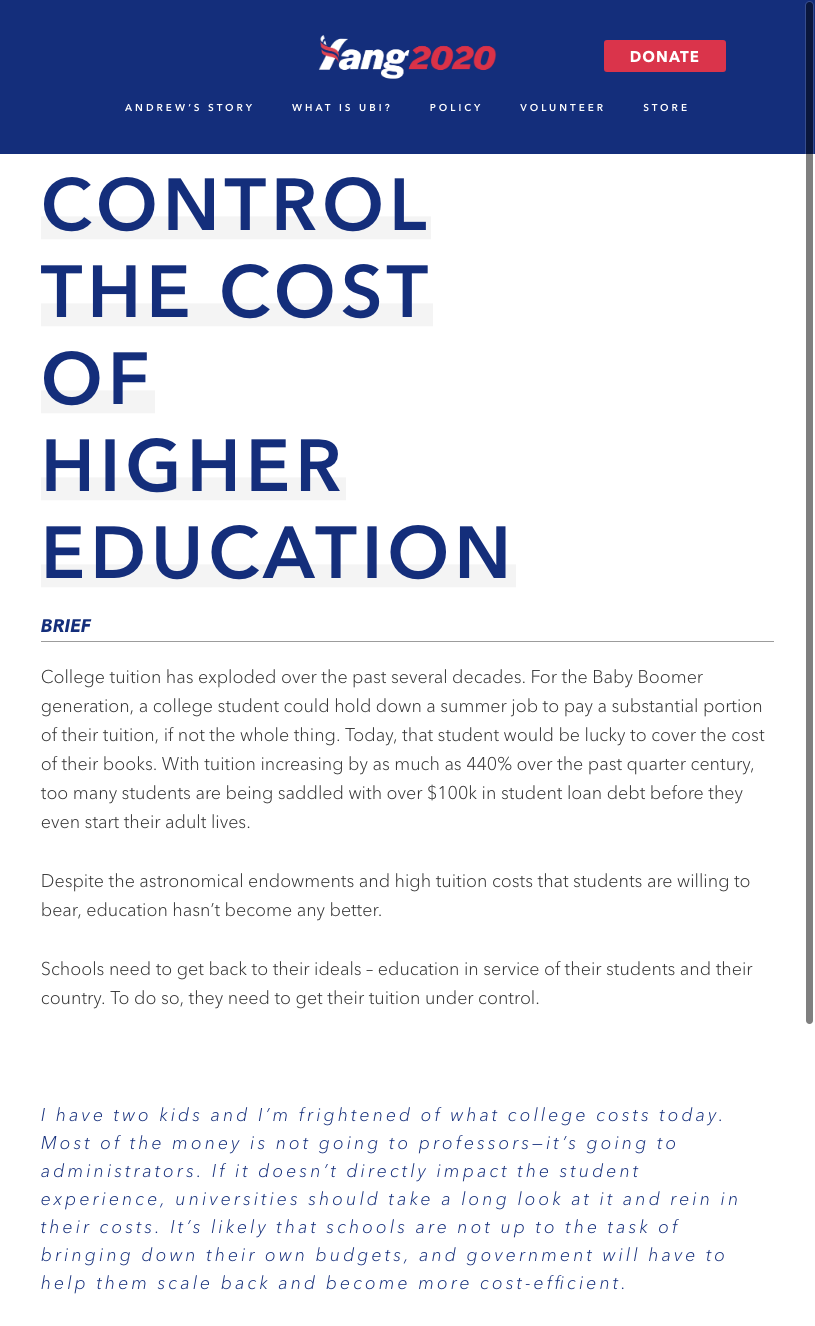 Yang2020
DONATE
ANDREW'S STORY WHAT IS UBI? POLICY VOLUNTEER STORE
CONTROL
THE COST
OF
HIGHER
EDUCATION
BRIEF
College tuition has exploded over the past several decades. For the Baby Boomer
generation, a college student could hold down a summer job to pay a substantial portion
of their tuition, if not the whole thing. Today, that student would be lucky to cover the cost
of their books. With tuition increasing by as much as 440% over the past quarter century,
too many students are being saddled with over $100k in student loan debt before they
even start their adult lives.
Despite the astronomical endowments and high tuition costs that students are willing to
bear, education hasn't become any better.
Schools need to get back to their ideals – education in service of their students and their
country. To do so, they need to get their tuition under control.
I have two kids and I'm frightened of what college costs today.
Most of the money is not going to professors—it's going to
administrators. If it doesn't directly impact the student
experience, universities should take a long look at it and rein in
their costs. It's likely that schools are not up to the task of
bringing down their own budgets, and government will have to
help them scale back and become more cost-efficient.